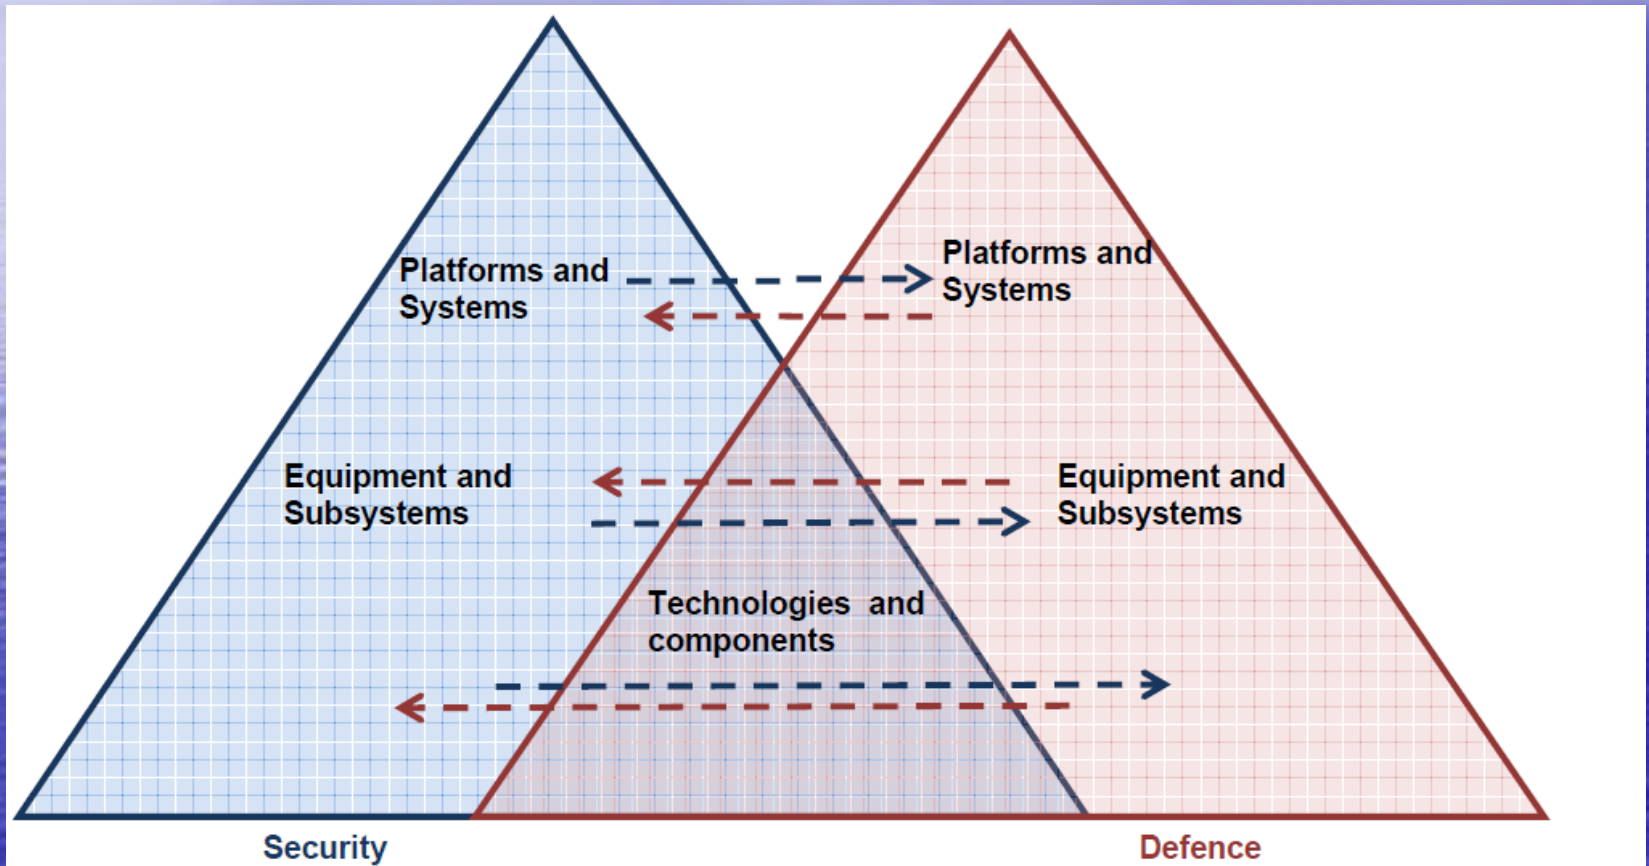 Platforms and
Systems
Platforms and
Systems
Equipment and
Subsystems
Equipment and
Subsystems
Technologies and
components
Security
Defence